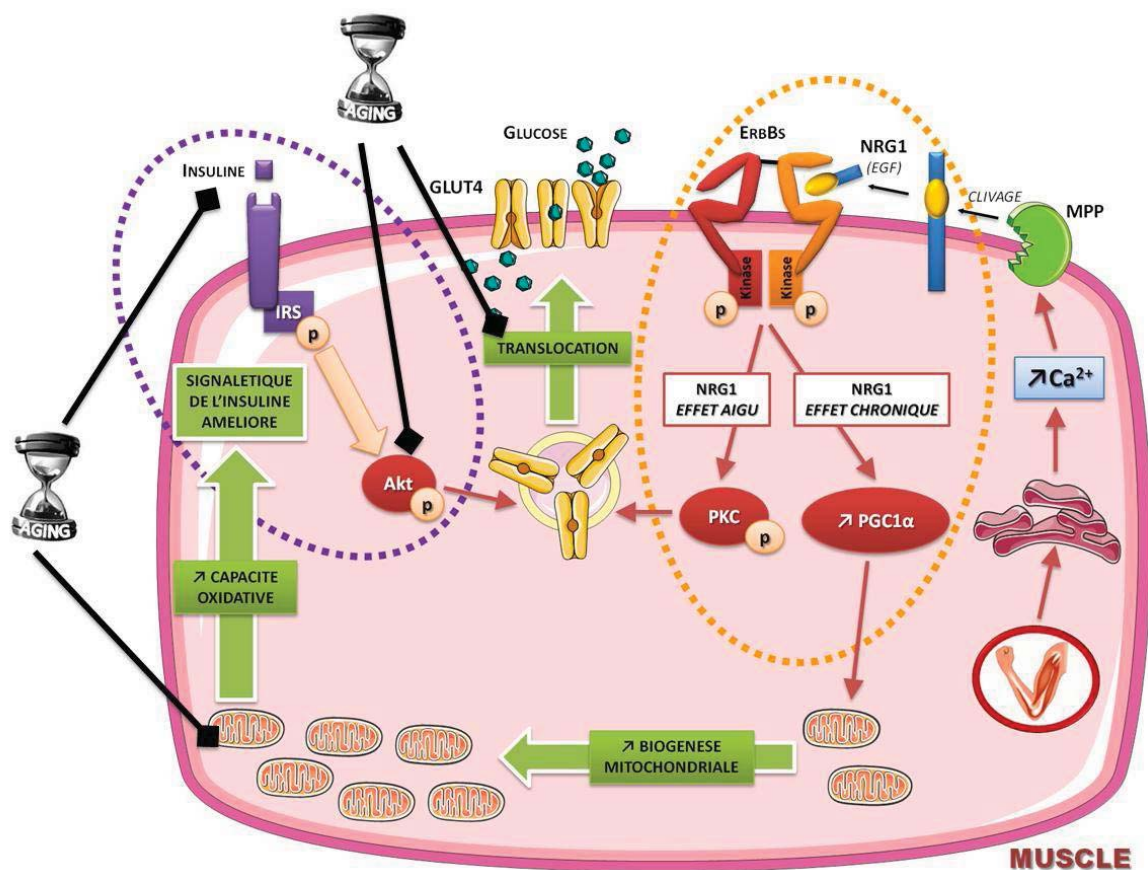 AGING
AGING
INSULINE
GLUCOSE
GLUT4
ERBBS
NRG1
(EGF)
CLIVAGE
MPP
IRS
p
Kinase
Kinase
p
p
TRANSLOCATION
SIGNALETIQUE
DE L'INSULINE
AMELIORE
NRG1
EFFET AIGU
NRG1
EFFET CHRONIQUE
↗Ca²⁺
Akt
p
PKC
p
↗ PGC1α
↗ CAPACITE
OXIDATIVE
↗ BIOGENESE
MITOCHONDRIALE
MUSCLE